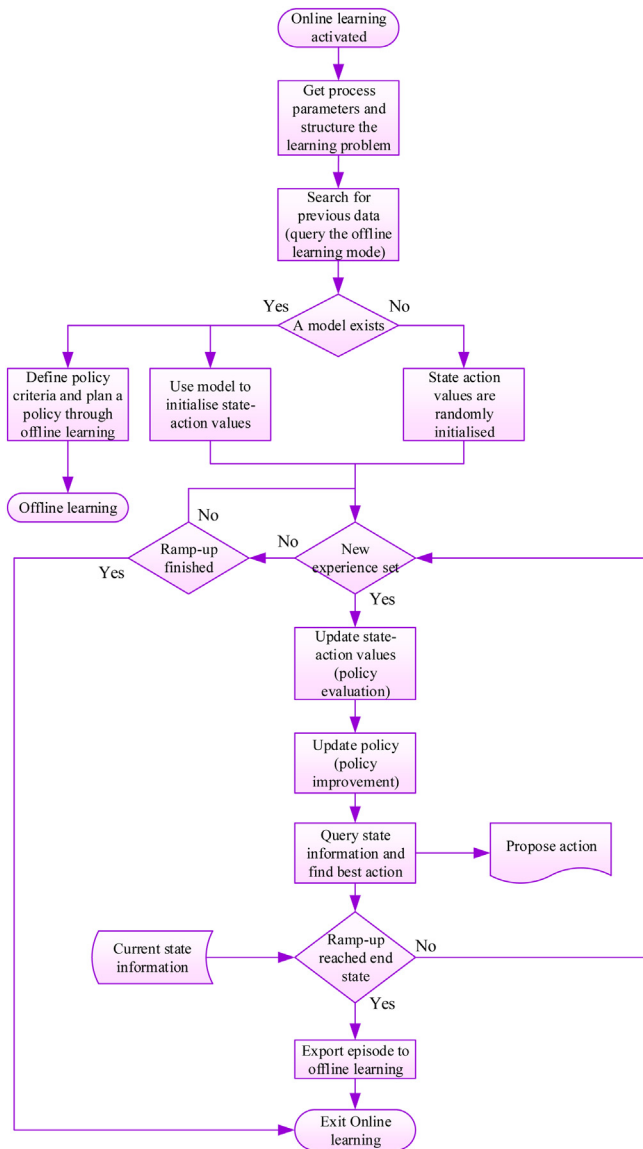 Online learning
activated
Get process
parameters and
structure the
learning problem
Search for
previous data
(query the offline
learning mode)
Yes
No
A model exists
Define policy
criteria and plan a
policy through
offline learning
Use model to
initialise state-
action values
State action
values are
randomly
initialised
Offline learning
No
Ramp-up
finished
Yes
No
New
experience set
Yes
Update state-
action values
(policy
evaluation)
Update policy
(policy
improvement)
Query state
information and
find best action
Propose action
Current state
information
Ramp-up
reached end
state
No
Yes
Export episode to
offline learning
Exit Online
learning